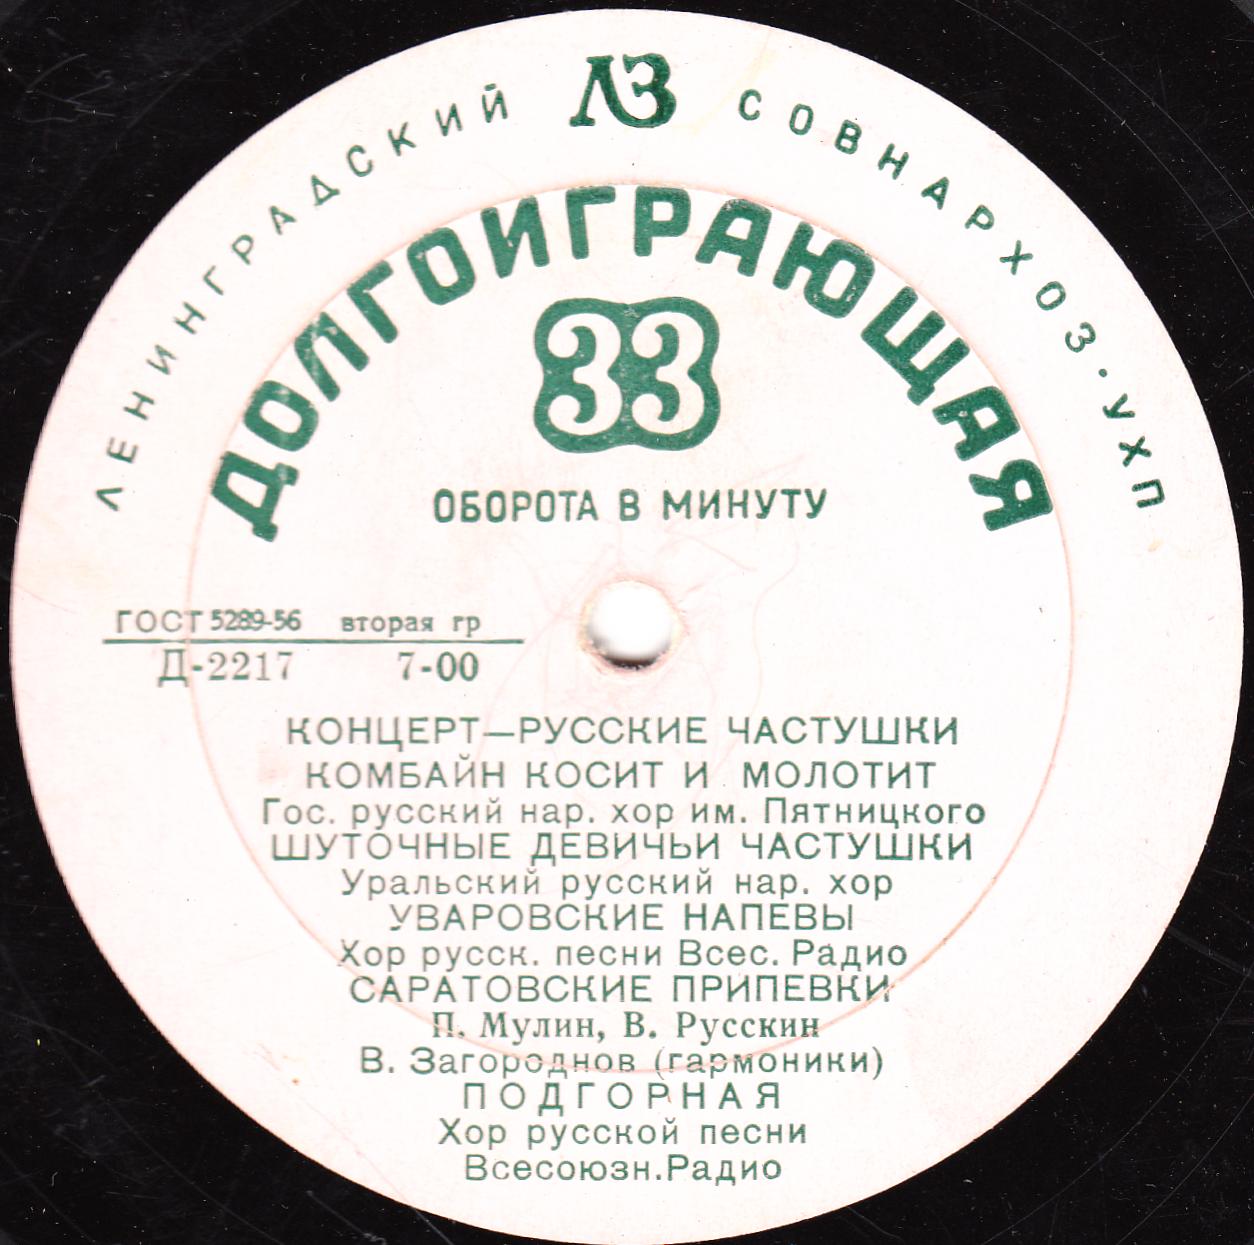 ЛЕНИНГРАДСКИЙ ЛЗ СОВНАРХОЗ · УХП
ДОЛГОИГРАЮЩАЯ
33
ОБОРОТА В МИНУТУ
ГОСТ 5289-56 вторая гр
Д-2217 7-00
КОНЦЕРТ—РУССКИЕ ЧАСТУШКИ
КОМБАЙН КОСИТ И МОЛОТИТ
Гос. русский нар. хор им. Пятницкого
ШУТОЧНЫЕ ДЕВИЧЬИ ЧАСТУШКИ
Уральский русский нар. хор
УВАРОВСКИЕ НАПЕВЫ
Хор русск. песни Всес. Радио
САРАТОВСКИЕ ПРИПЕВКИ
П. Мулин, В. Русскин
В. Загороднов (гармоники)
ПОДГОРНАЯ
Хор русской песни
Всесоюзн.Радио